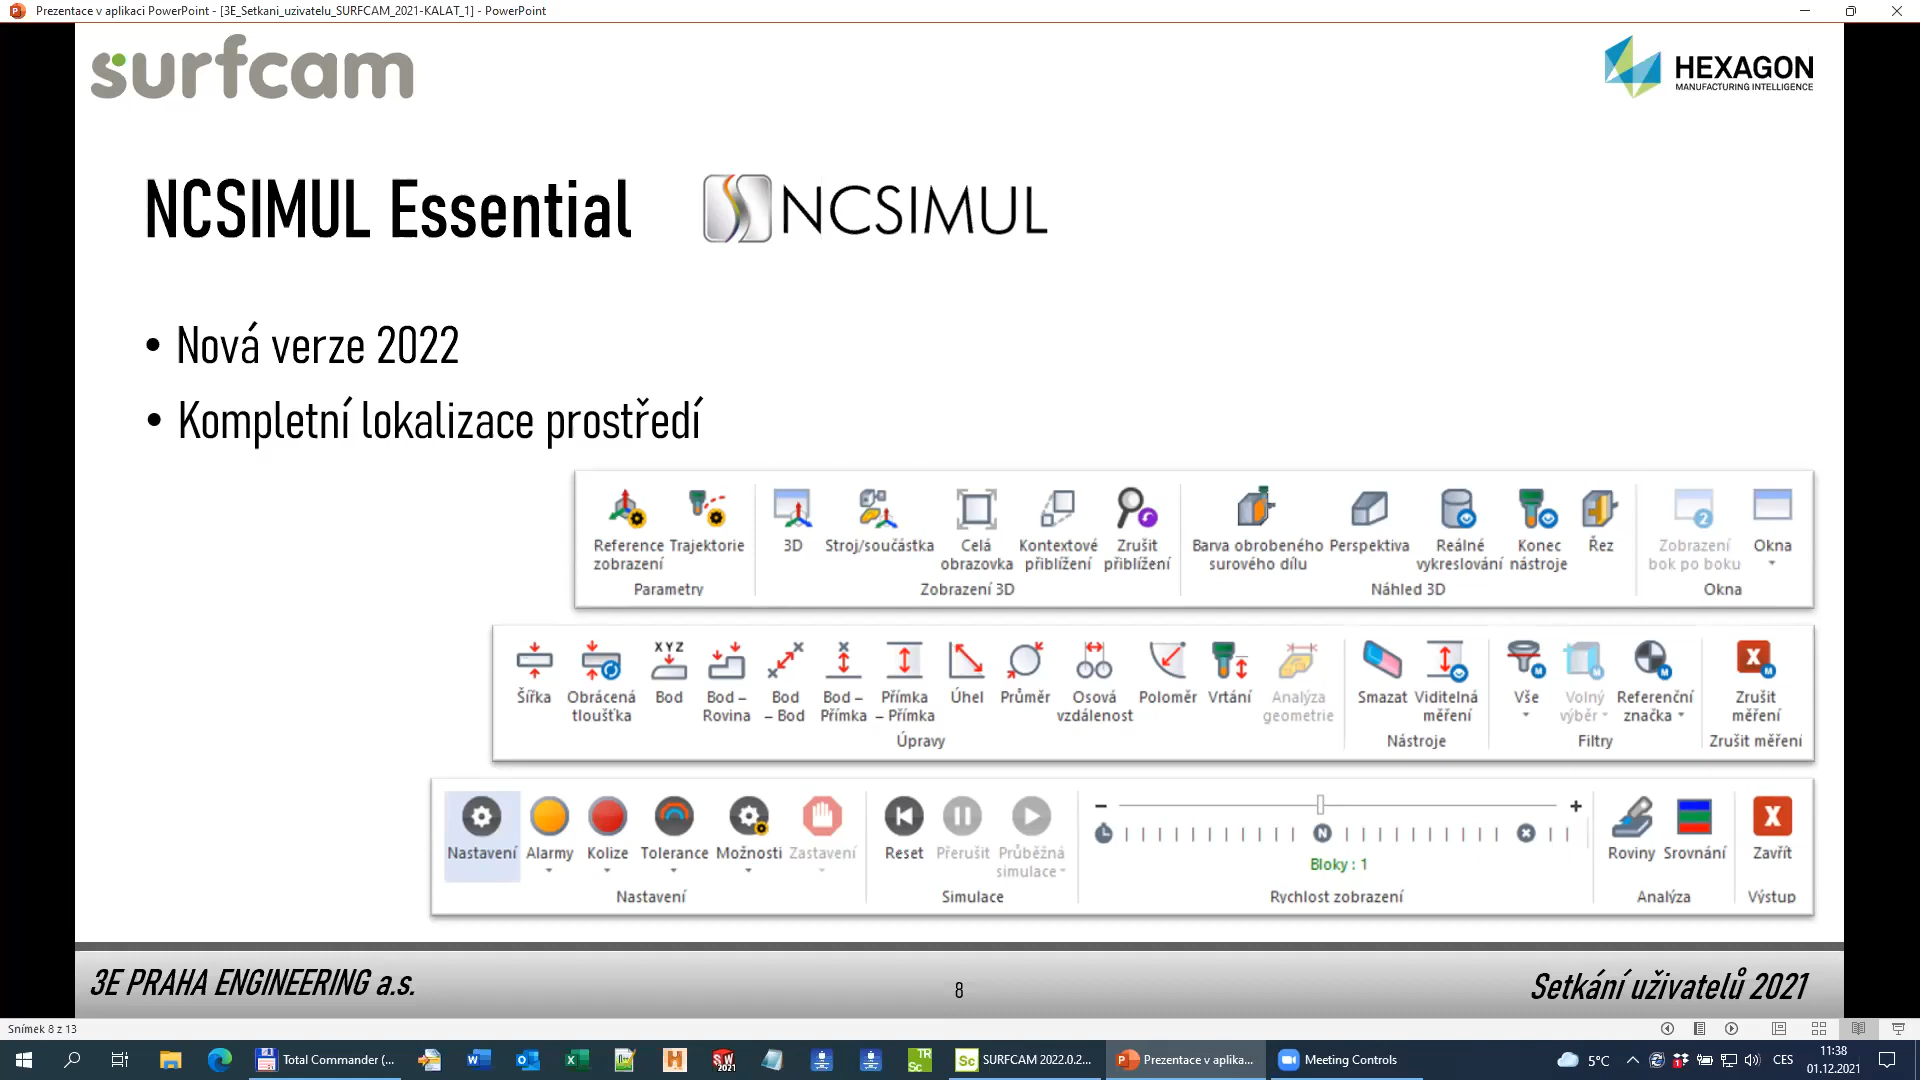 Prezentace v aplikaci PowerPoint - [3E_Setkani_uzivatelu_SURFCAM_2021-KALAT_1] - PowerPoint
surfcam
HEXAGON
MANUFACTURING INTELLIGENCE
NCSIMUL Essential
NCSIMUL
• Nová verze 2022
• Kompletní lokalizace prostředí
Reference Trajektorie 3D Stroj/součástka Celá Kontextové Zrušit Barva obrobeného Perspektiva Reálné Konec Řez Zobrazení Okna
zobrazení obrazovka přiblížení přiblížení surového dílu vykreslování nástroje bok po boku
Parametry Zobrazení 3D Náhled 3D Okna
XYZ
Šířka Obrácená Bod Bod – Bod Bod – Přímka Úhel Průměr Osová Poloměr Vrtání Analýza Smazat Viditelná Vše Volný Referenční Zrušit
tloušťka Rovina – Bod Přímka – Přímka vzdálenost geometrie měření výběr značka měření
Úpravy Nástroje Filtry Zrušit měření
Nastavení Alarmy Kolize Tolerance Možnosti Zastavení Reset Přerušit Průběžná Roviny Srovnání Zavřít
simulace Bloky : 1
Nastavení Simulace Rychlost zobrazení Analýza Výstup
3E PRAHA ENGINEERING a.s. 8 Setkání uživatelů 2021
Snímek 8 z 13
Total Commander (... SURFCAM 2022.0.2... Prezentace v aplika... Meeting Controls 5°C CES 11:38
01.12.2021